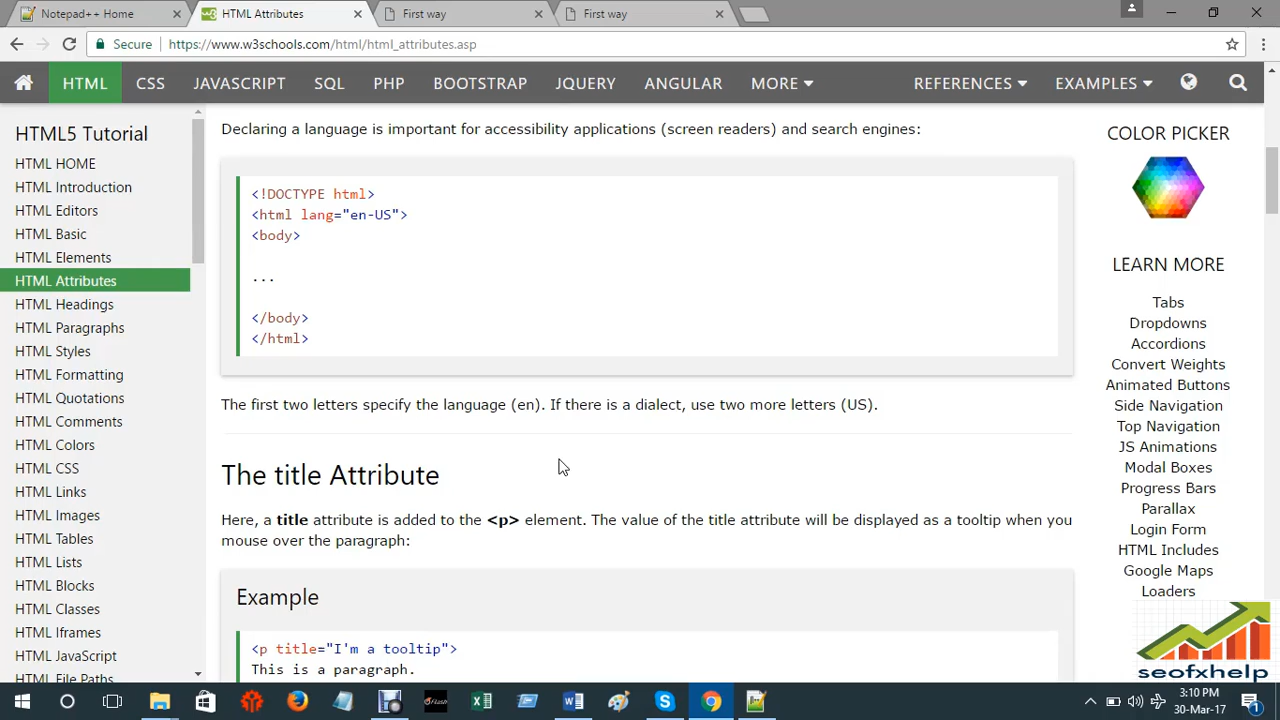 Notepad++ Home
HTML Attributes
First way
First way
Secure
https://www.w3schools.com/html/html_attributes.asp
HTML
CSS
JAVASCRIPT
SQL
PHP
BOOTSTRAP
JQUERY
ANGULAR
MORE
REFERENCES
EXAMPLES
HTML5 Tutorial
HTML HOME
HTML Introduction
HTML Editors
HTML Basic
HTML Elements
HTML Attributes
HTML Headings
HTML Paragraphs
HTML Styles
HTML Formatting
HTML Quotations
HTML Comments
HTML Colors
HTML CSS
HTML Links
HTML Images
HTML Tables
HTML Lists
HTML Blocks
HTML Classes
HTML Iframes
HTML JavaScript
HTML File Paths
Declaring a language is important for accessibility applications (screen readers) and search engines:
<!DOCTYPE html>
<html lang="en-US">
<body>
...
</body>
</html>
The first two letters specify the language (en). If there is a dialect, use two more letters (US).
The title Attribute
Here, a title attribute is added to the <p> element. The value of the title attribute will be displayed as a tooltip when you
mouse over the paragraph:
Example
<p title="I'm a tooltip">
This is a paragraph.
COLOR PICKER
LEARN MORE
Tabs
Dropdowns
Accordions
Convert Weights
Animated Buttons
Side Navigation
Top Navigation
JS Animations
Modal Boxes
Progress Bars
Parallax
Login Form
HTML Includes
Google Maps
Loaders
seofxhelp
3:10 PM
30-Mar-17